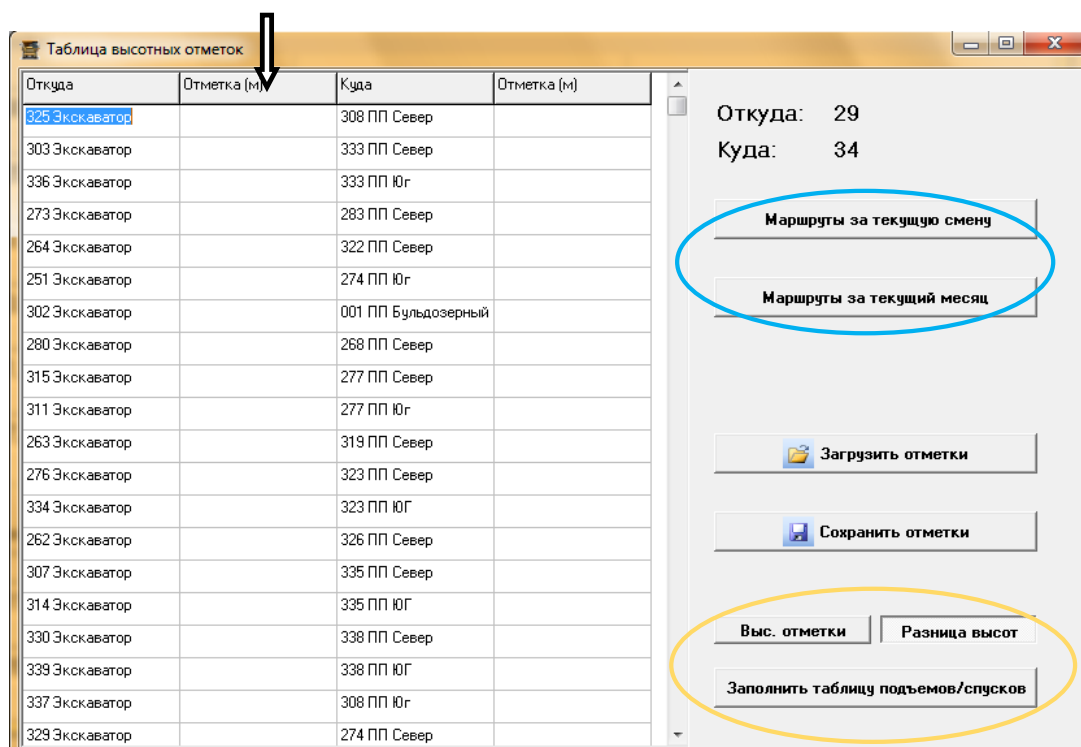 Таблица высотных отметок
Откуда Отметка (м) Куда Отметка (м)
325 Экскаватор 308 ПП Север
303 Экскаватор 333 ПП Север
336 Экскаватор 333 ПП Юг
273 Экскаватор 283 ПП Север
264 Экскаватор 322 ПП Север
251 Экскаватор 274 ПП Юг
302 Экскаватор 001 ПП Бульдозерный
280 Экскаватор 268 ПП Север
315 Экскаватор 277 ПП Север
311 Экскаватор 277 ПП Юг
263 Экскаватор 319 ПП Север
276 Экскаватор 323 ПП Север
334 Экскаватор 323 ПП ЮГ
262 Экскаватор 326 ПП Север
307 Экскаватор 335 ПП Север
314 Экскаватор 335 ПП ЮГ
330 Экскаватор 338 ПП Север
339 Экскаватор 338 ПП ЮГ
337 Экскаватор 308 ПП Юг
329 Экскаватор 274 ПП Север
Откуда: 29
Куда: 34
Маршруты за текущую смену
Маршруты за текущий месяц
Загрузить отметки
Сохранить отметки
Выс. отметки Разница высот
Заполнить таблицу подъемов/спусков